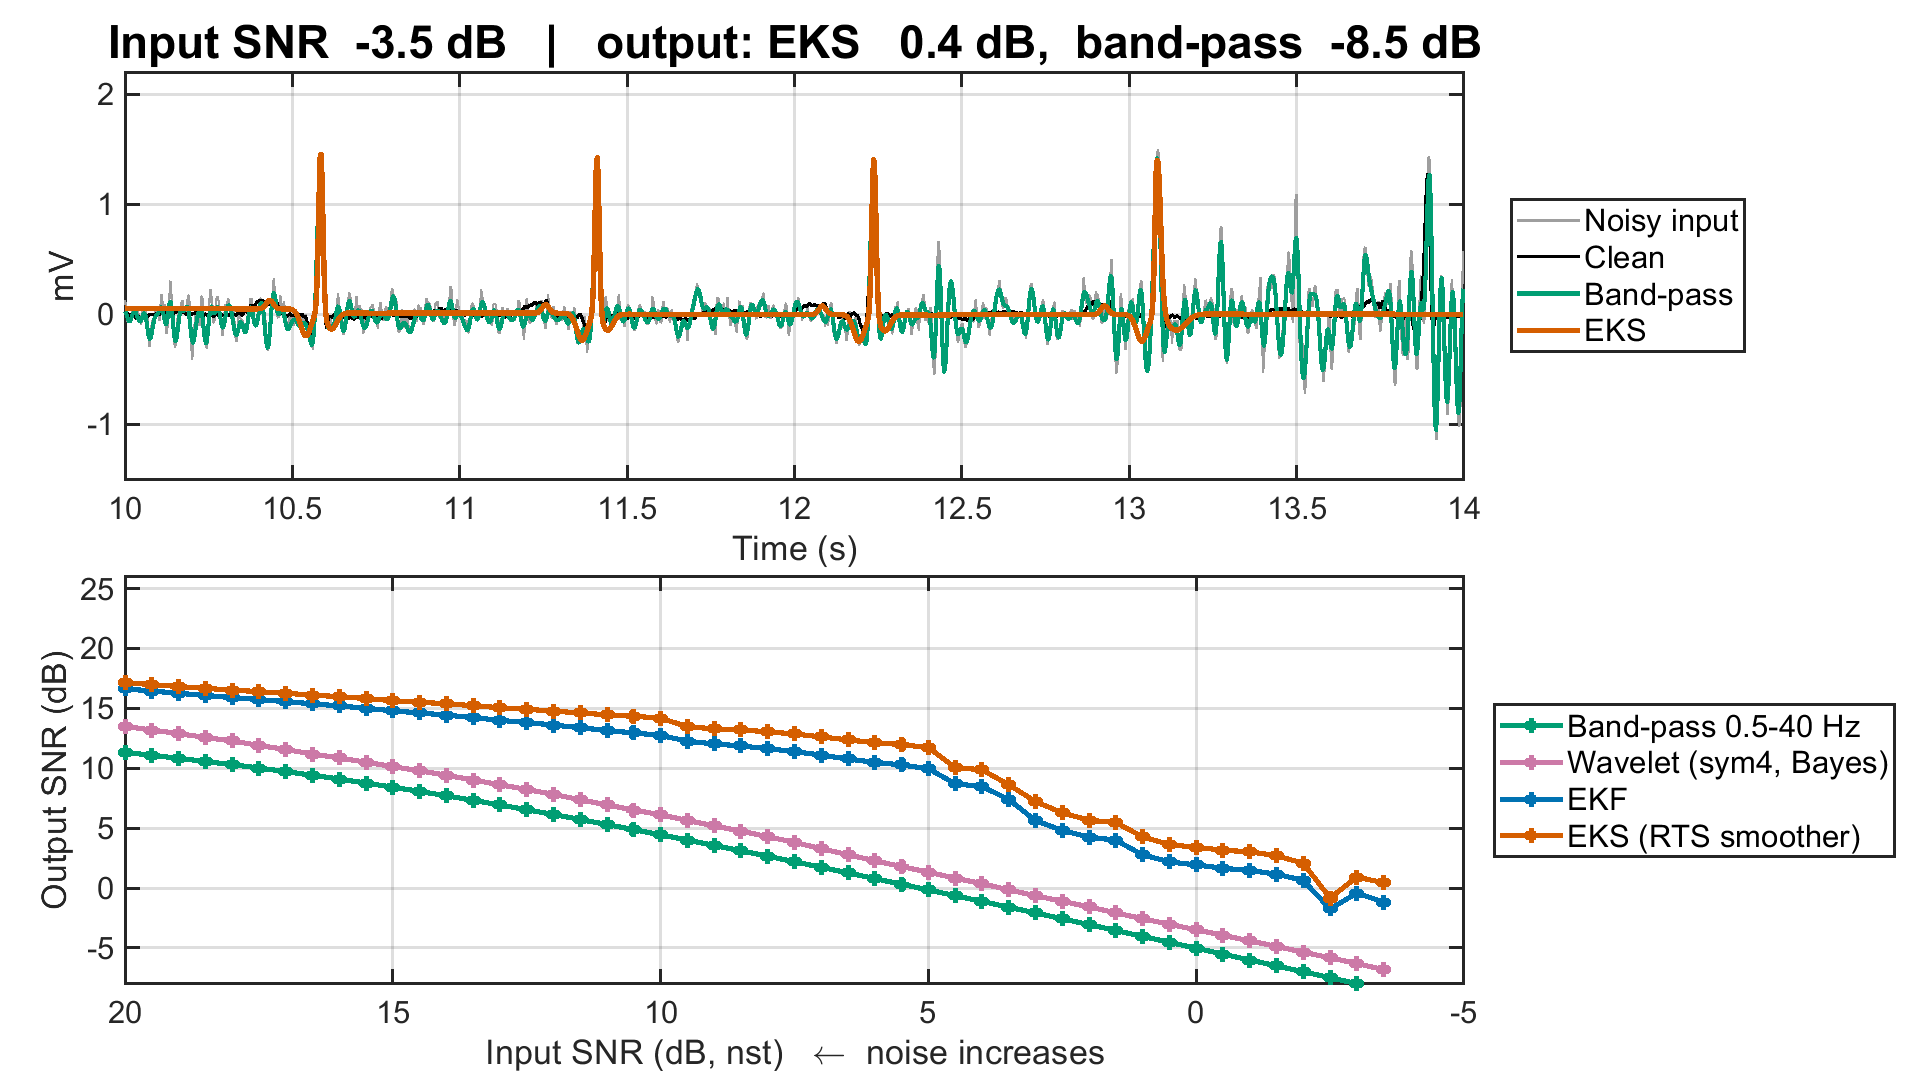 Input SNR -3.5 dB | output: EKS 0.4 dB, band-pass -8.5 dB
2
1
0
-1
mV
10 10.5 11 11.5 12 12.5 13 13.5 14
Time (s)
Noisy input
Clean
Band-pass
EKS
25
20
15
10
5
0
-5
Output SNR (dB)
20 15 10 5 0 -5
Input SNR (dB, nst) ← noise increases
Band-pass 0.5-40 Hz
Wavelet (sym4, Bayes)
EKF
EKS (RTS smoother)